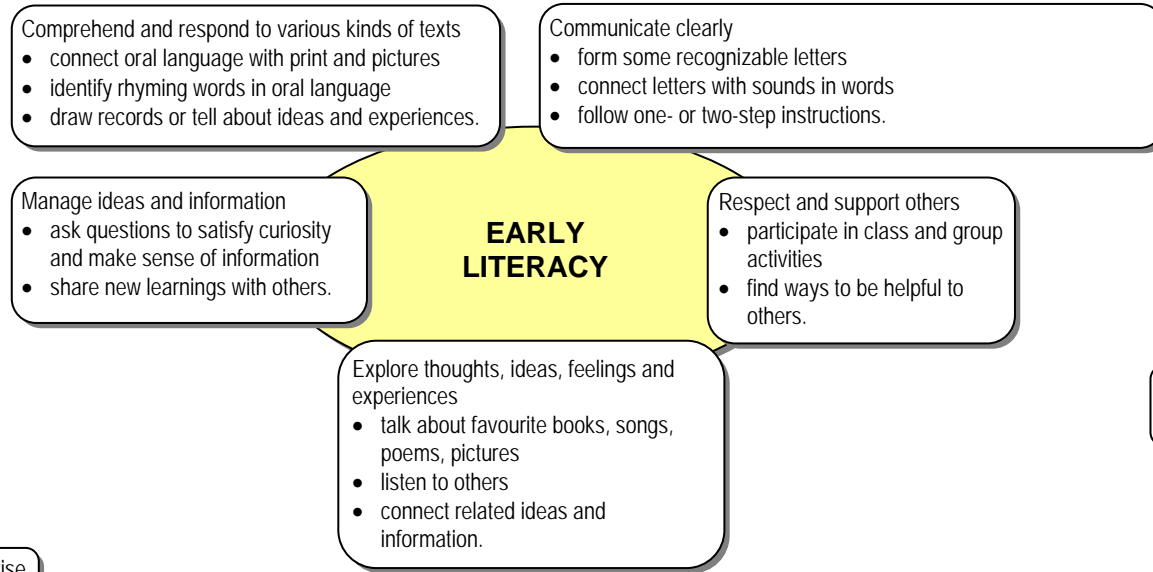 Comprehend and respond to various kinds of texts
• connect oral language with print and pictures
• identify rhyming words in oral language
• draw records or tell about ideas and experiences.
Communicate clearly
• form some recognizable letters
• connect letters with sounds in words
• follow one- or two-step instructions.
Manage ideas and information
• ask questions to satisfy curiosity
and make sense of information
• share new learnings with others.
EARLY
LITERACY
Respect and support others
• participate in class and group
activities
• find ways to be helpful to
others.
Explore thoughts, ideas, feelings and
experiences
• talk about favourite books, songs,
poems, pictures
• listen to others
• connect related ideas and
information.